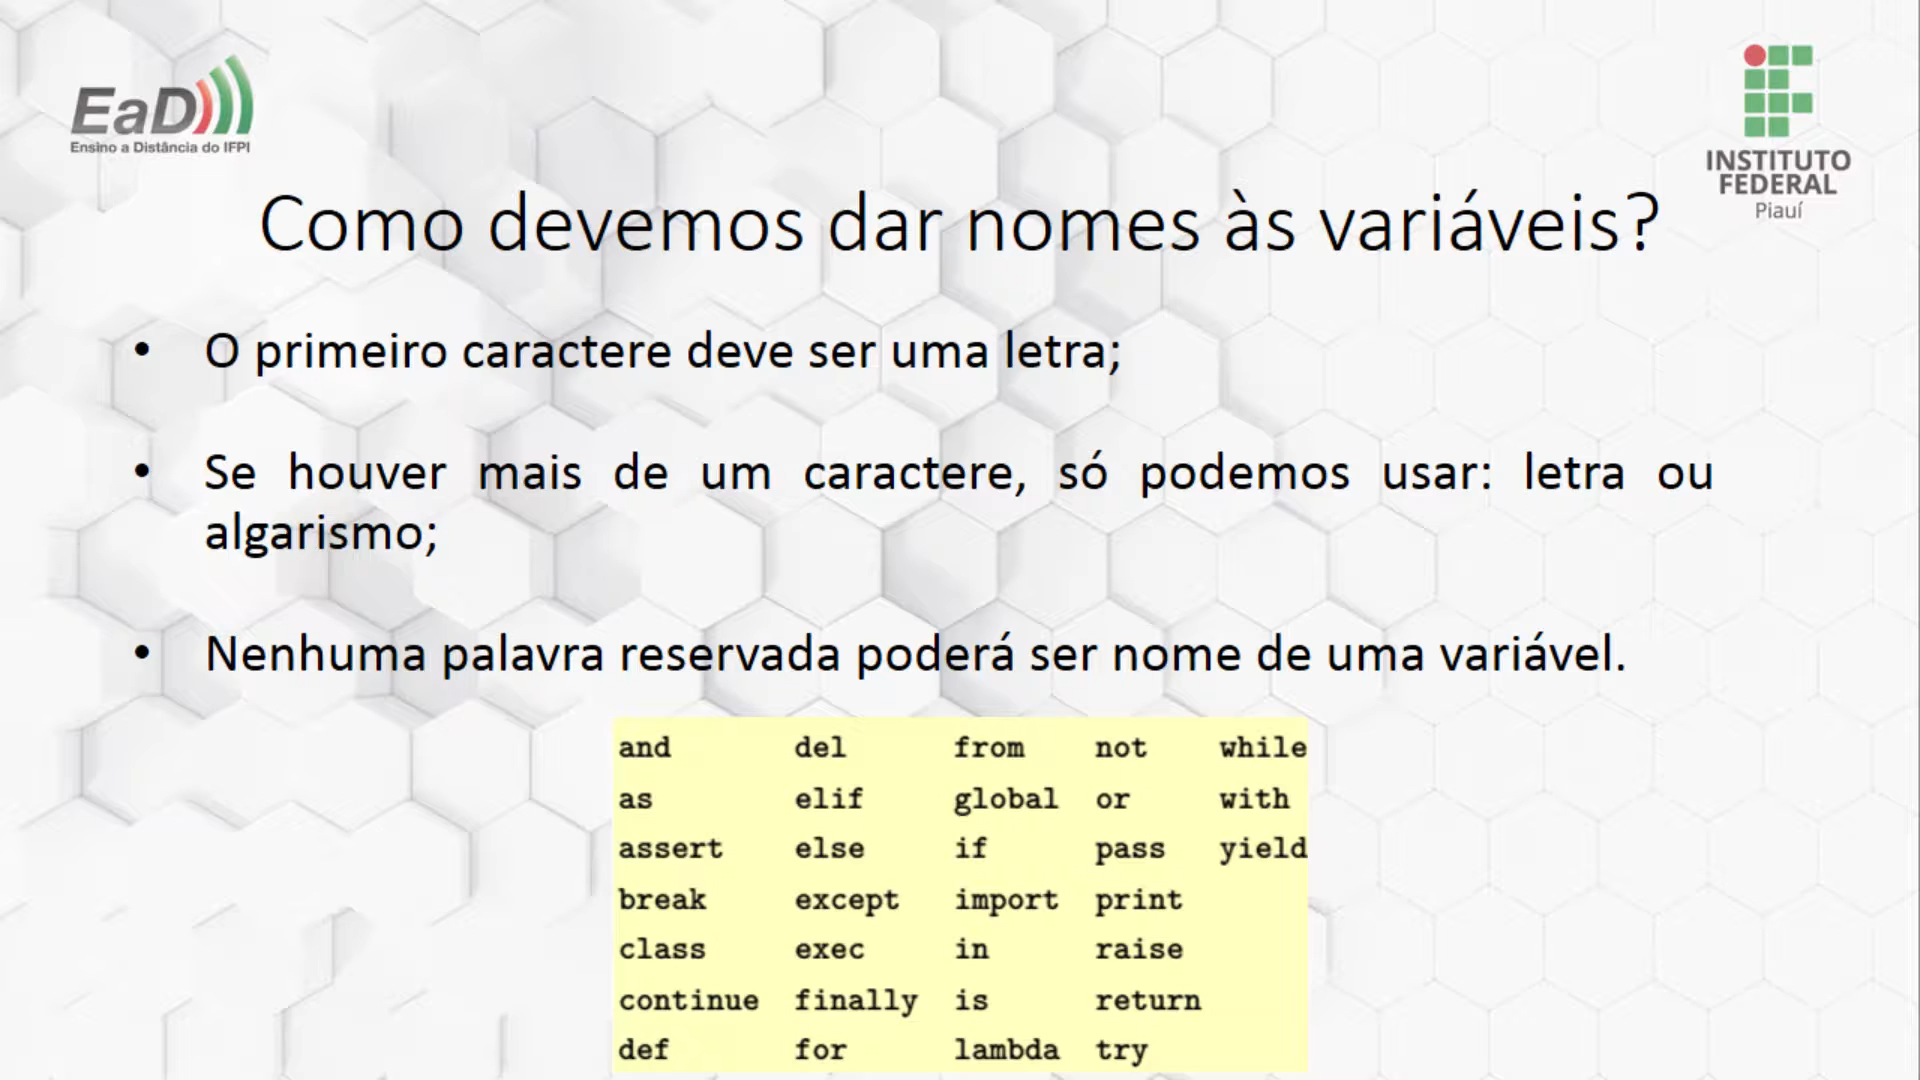 EaD
Ensino a Distância do IFPI
INSTITUTO
FEDERAL
Piauí
Como devemos dar nomes às variáveis?
• O primeiro caractere deve ser uma letra;
• Se houver mais de um caractere, só podemos usar: letra ou
algarismo;
• Nenhuma palavra reservada poderá ser nome de uma variável.
and del from not while
as elif global or with
assert else if pass yield
break except import print
class exec in raise
continue finally is return
def for lambda try